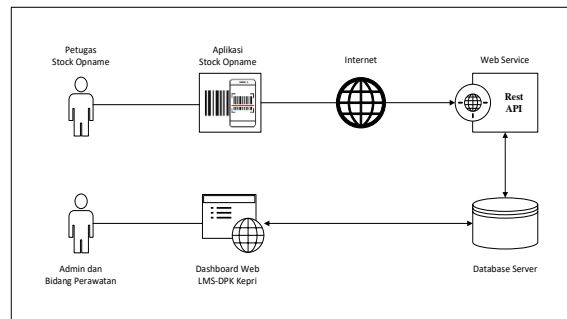 Petugas
Stock Opname
Aplikasi
Stock Opname
Internet
Web Service
Rest
API
Admin dan
Bidang Perawatan
Dashboard Web
LMS-DPK Kepri
Database Server